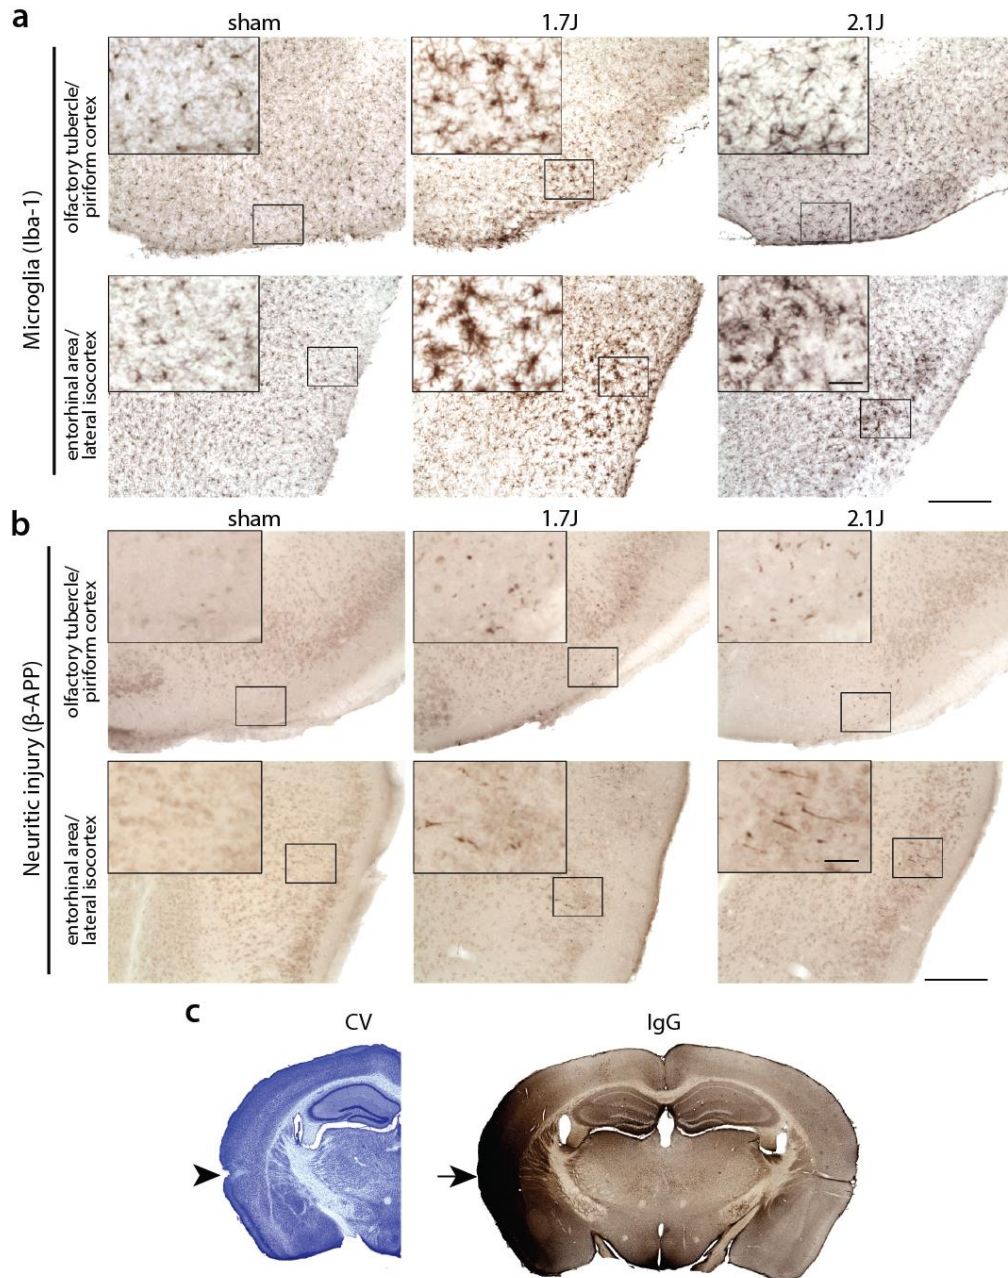 a
sham 1.7J 2.1J
Microglia (Iba-1)
olfactory tubercle/
piriform cortex
entorhinal area/
lateral isocortex
b
sham 1.7J 2.1J
Neuritic injury (β-APP)
olfactory tubercle/
piriform cortex
entorhinal area/
lateral isocortex
c
CV IgG